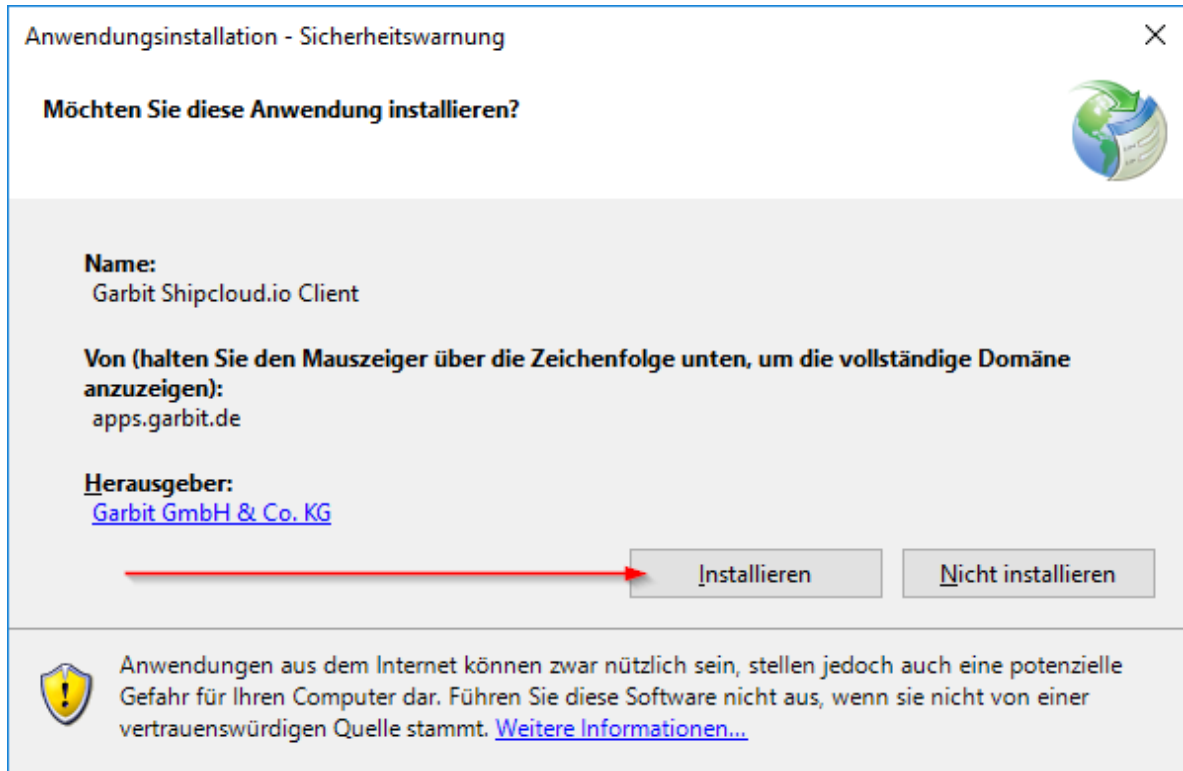 Anwendungsinstallation - Sicherheitswarnung
Möchten Sie diese Anwendung installieren?
Name:
Garbit Shipcloud.io Client
Von (halten Sie den Mauszeiger über die Zeichenfolge unten, um die vollständige Domäne
anzuzeigen):
apps.garbit.de
Herausgeber:
Garbit GmbH & Co. KG
Installieren
Nicht installieren
Anwendungen aus dem Internet können zwar nützlich sein, stellen jedoch auch eine potenzielle
Gefahr für Ihren Computer dar. Führen Sie diese Software nicht aus, wenn sie nicht von einer
vertrauenswürdigen Quelle stammt. Weitere Informationen...